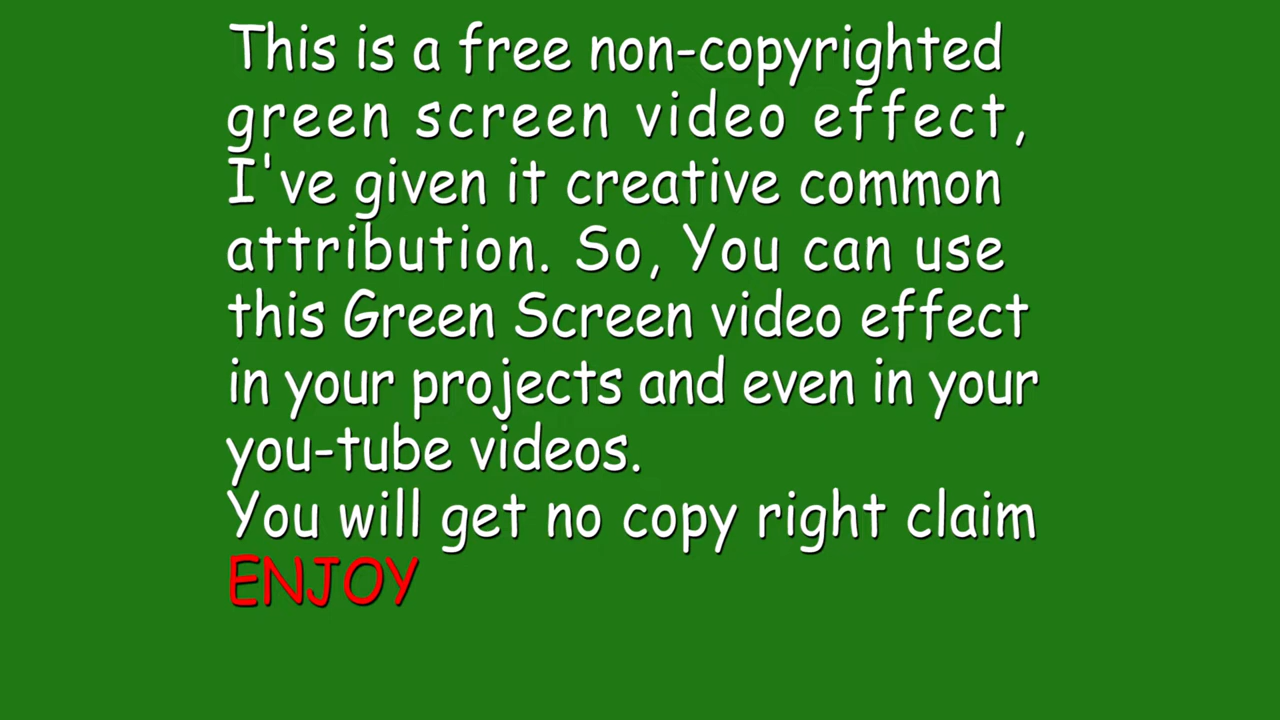 This is a free non-copyrighted
green screen video effect,
I've given it creative common
attribution. So, You can use
this Green Screen video effect
in your projects and even in your
you-tube videos.
You will get no copy right claim
ENJOY